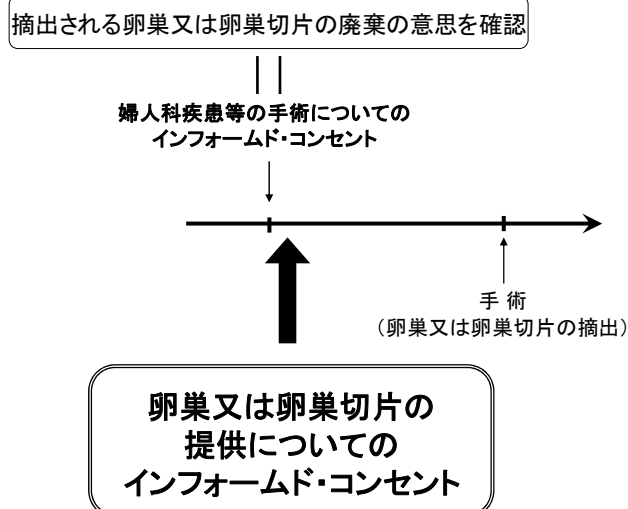 摘出される卵巣又は卵巣切片の廃棄の意思を確認
婦人科疾患等の手術についての
インフォームド・コンセント
手 術
（卵巣又は卵巣切片の摘出）
卵巣又は卵巣切片の
提供についての
インフォームド・コンセント